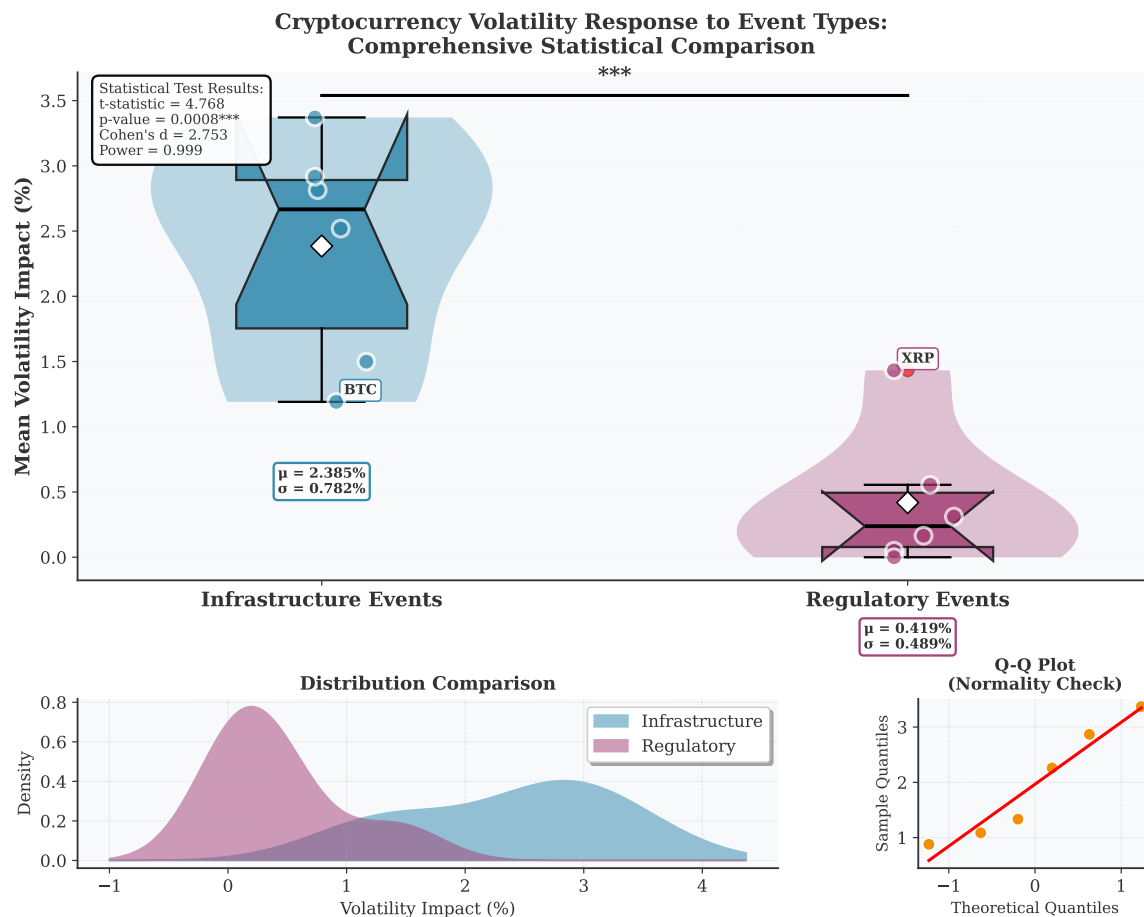 Cryptocurrency Volatility Response to Event Types:
Comprehensive Statistical Comparison
***
Statistical Test Results:
t-statistic = 4.768
p-value = 0.0008***
Cohen's d = 2.753
Power = 0.999
Mean Volatility Impact (%)
3.5
3.0
2.5
2.0
1.5
1.0
0.5
0.0
BTC
XRP
μ = 2.385%
σ = 0.782%
Infrastructure Events
Regulatory Events
μ = 0.419%
σ = 0.489%
Distribution Comparison
Density
0.8
0.6
0.4
0.2
0.0
Infrastructure
Regulatory
−1
0
1
2
3
4
Volatility Impact (%)
Q-Q Plot
(Normality Check)
Sample Quantiles
3
2
1
−1
0
1
Theoretical Quantiles